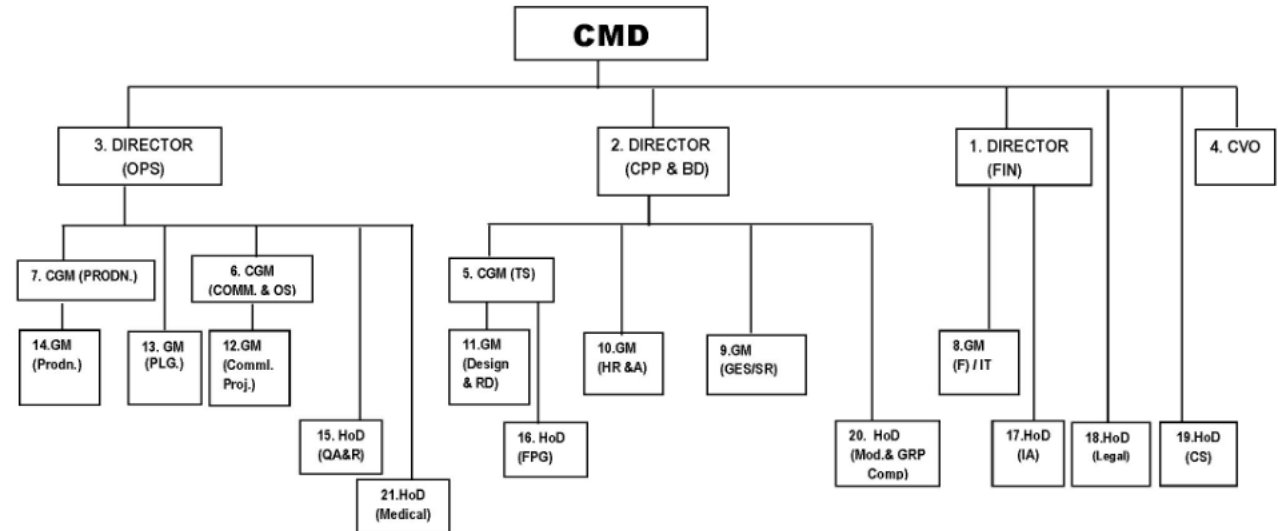 CMD
3. DIRECTOR
(OPS)
2. DIRECTOR
(CPP & BD)
1. DIRECTOR
(FIN)
4. CVO
7. CGM (PRODN.)
6. CGM
(COMM. & OS)
5. CGM (TS)
14.GM
(Prodn.)
13. GM
(PLG.)
12.GM
(Comml.
Proj.)
11.GM
(Design
& RD)
10.GM
(HR &A)
9.GM
(GES/SR)
8.GM
(F) / IT
15. HoD
(QA&R)
16. HoD
(FPG)
20. HoD
(Mod.& GRP
Comp)
17.HoD
(IA)
18.HoD
(Legal)
19.HoD
(CS)
21.HoD
(Medical)